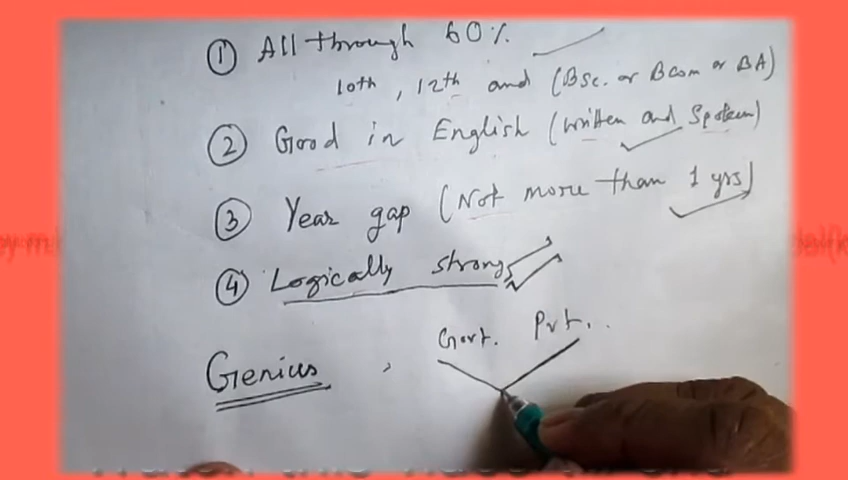 ① All through 60%
10th, 12th and (BSc. or Bcom or BA)
② Good in English (written and Spoken)
③ Year gap (Not more than 1 yrs)
④ Logically strong
Govt. Pvt.
Genius